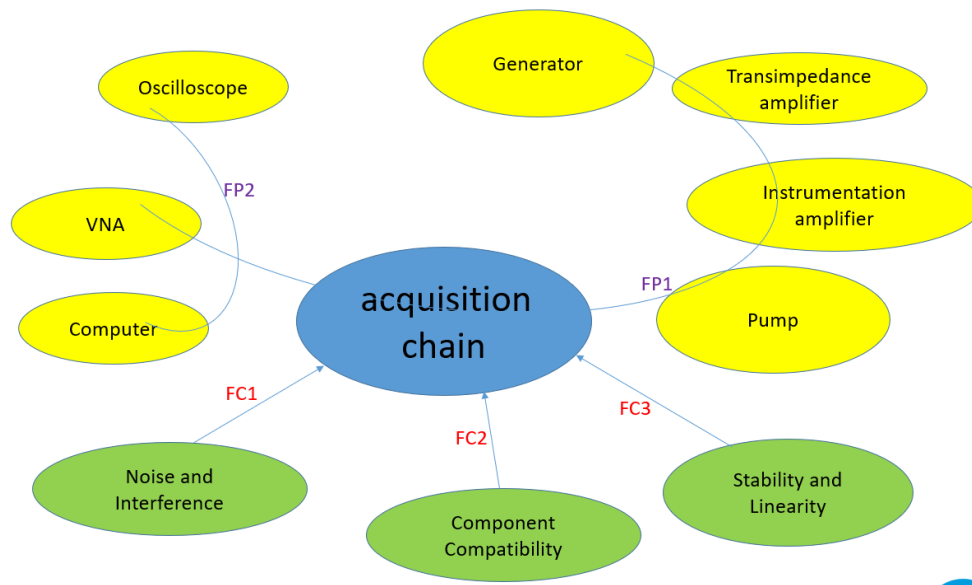 Generator
Oscilloscope
Transimpedance
amplifier
FP2
Instrumentation
amplifier
VNA
acquisition
chain
FP1
Computer
Pump
FC1
FC2
FC3
Noise and
Interference
Component
Compatibility
Stability and
Linearity